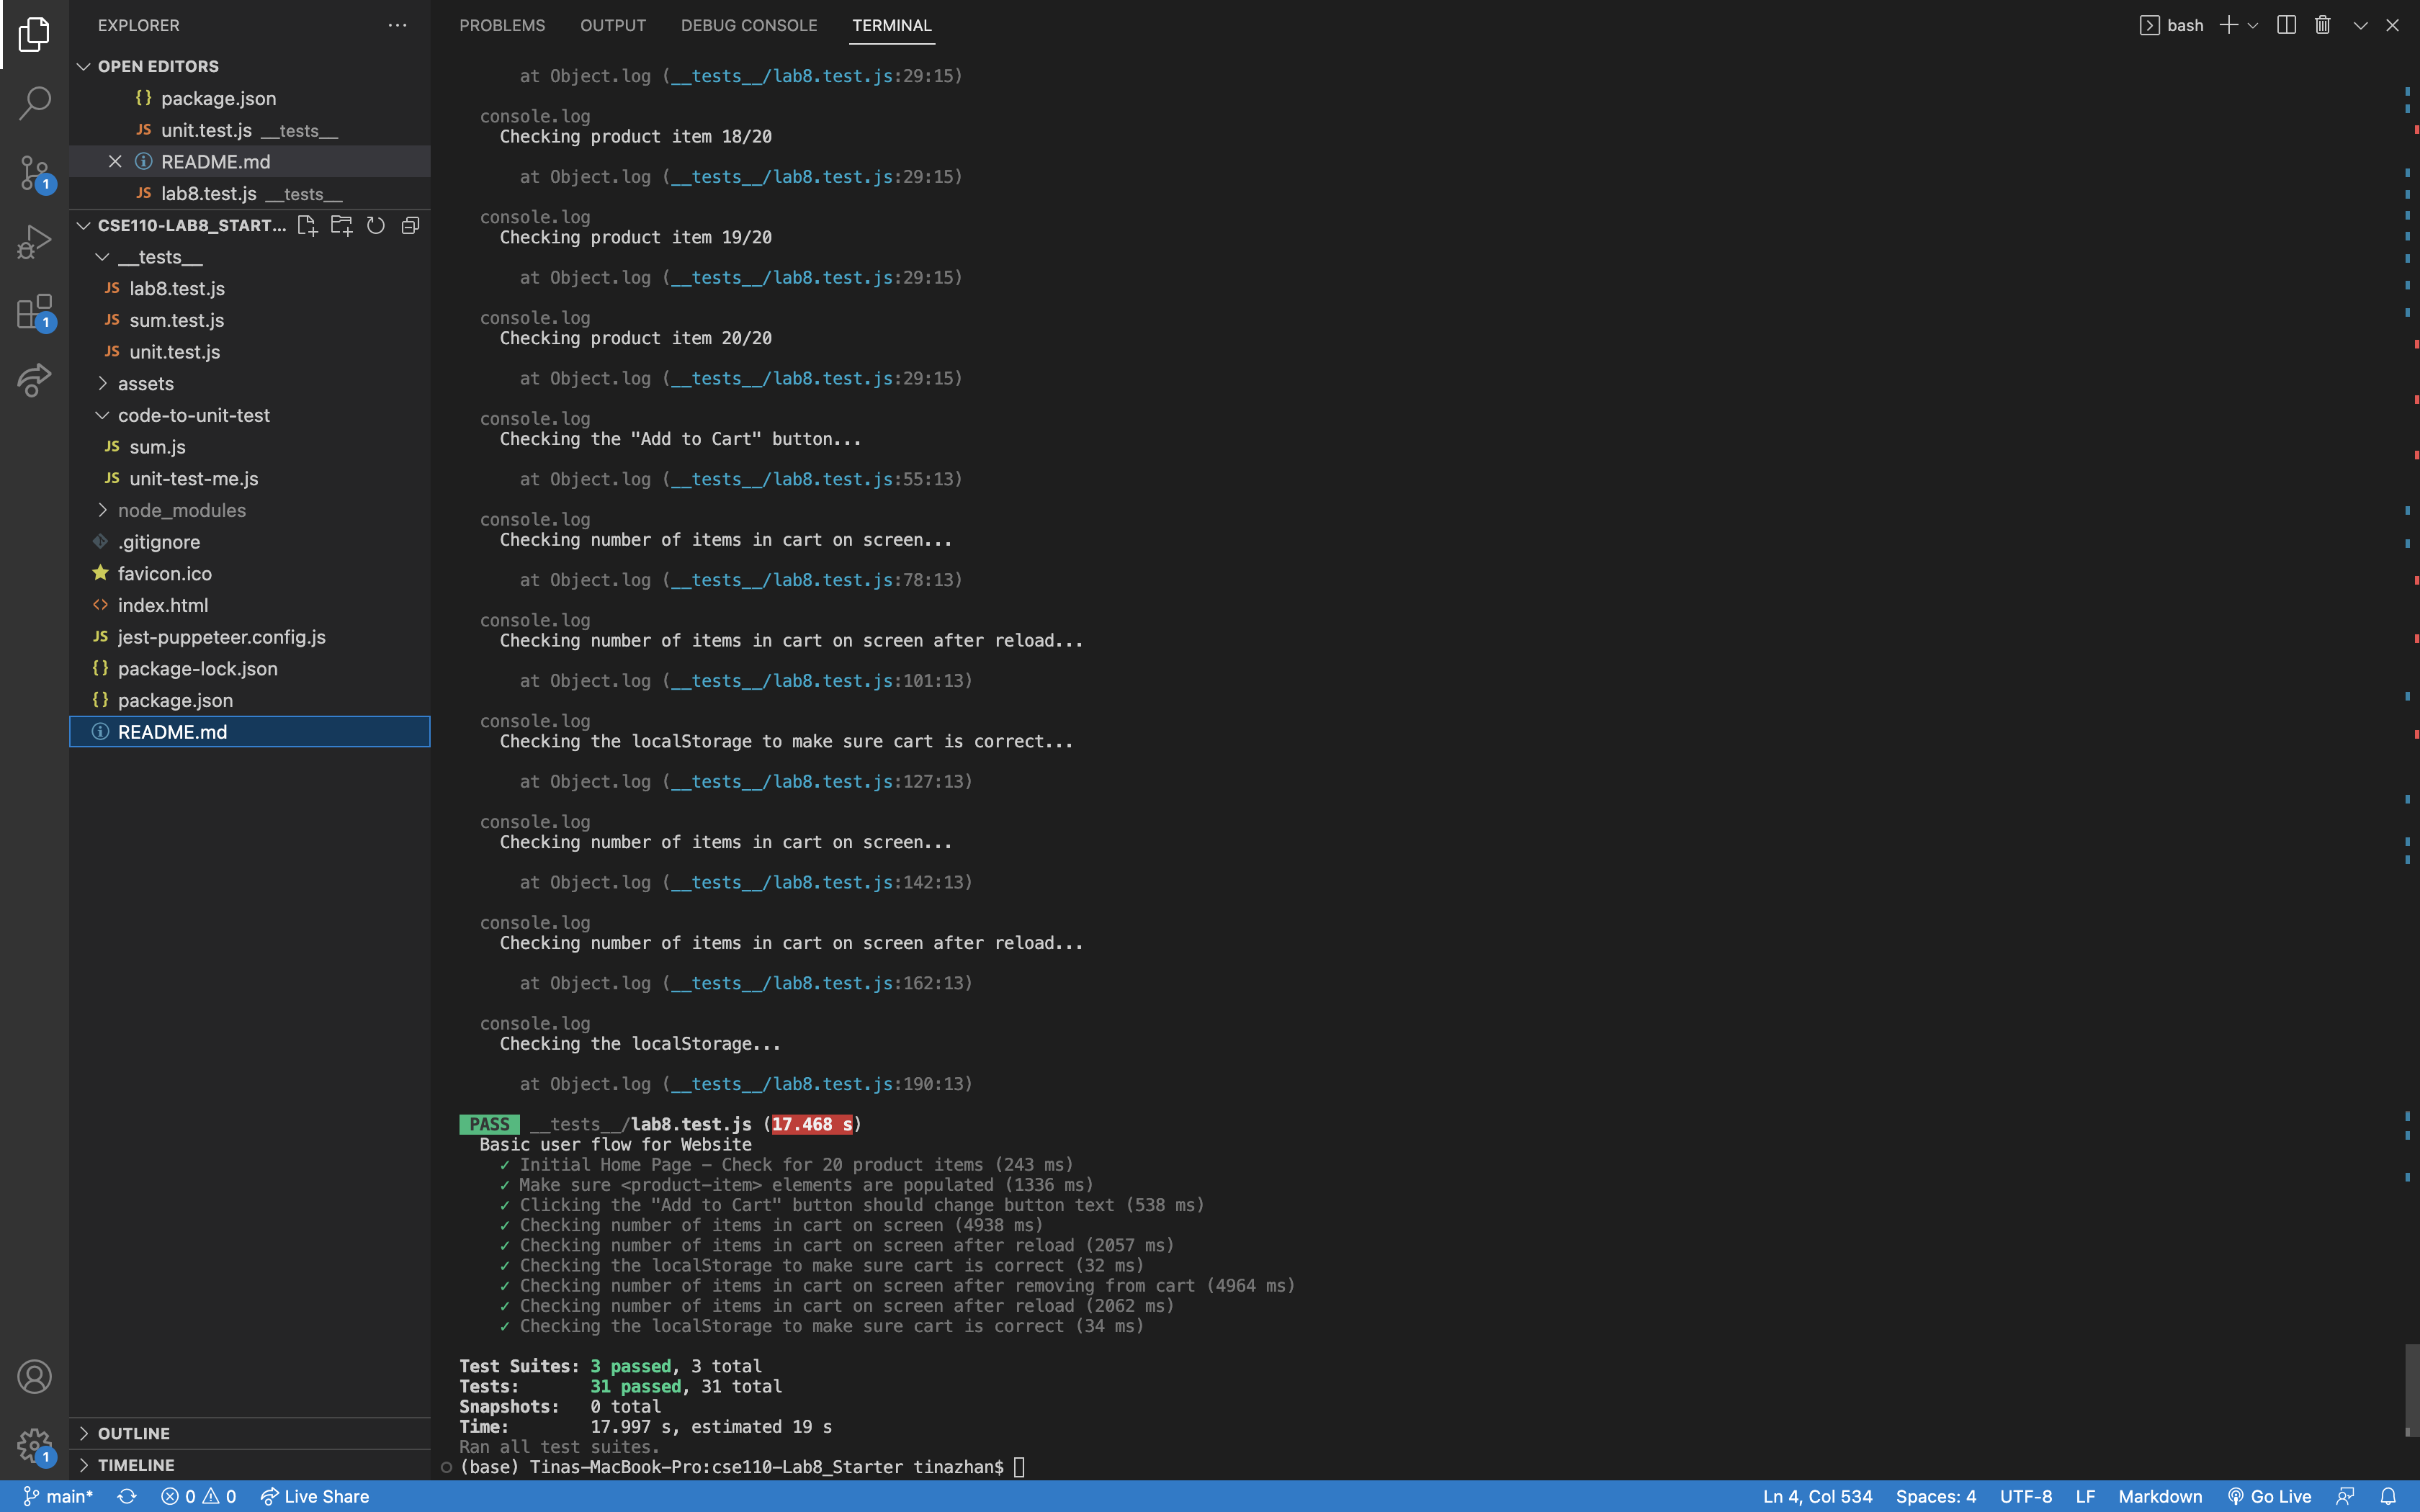 EXPLORER
OPEN EDITORS
{} package.json
JS unit.test.js __tests__
README.md
JS lab8.test.js __tests__
CSE110-LAB8_START...
__tests__
JS lab8.test.js
JS sum.test.js
JS unit.test.js
assets
code-to-unit-test
JS sum.js
JS unit-test-me.js
node_modules
.gitignore
favicon.ico
<> index.html
JS jest-puppeteer.config.js
{} package-lock.json
{} package.json
README.md
OUTLINE
TIMELINE
1
1
1
PROBLEMS OUTPUT DEBUG CONSOLE TERMINAL
bash
at Object.log (__tests__/lab8.test.js:29:15)
console.log
Checking product item 18/20
at Object.log (__tests__/lab8.test.js:29:15)
console.log
Checking product item 19/20
at Object.log (__tests__/lab8.test.js:29:15)
console.log
Checking product item 20/20
at Object.log (__tests__/lab8.test.js:29:15)
console.log
Checking the "Add to Cart" button...
at Object.log (__tests__/lab8.test.js:55:13)
console.log
Checking number of items in cart on screen...
at Object.log (__tests__/lab8.test.js:78:13)
console.log
Checking number of items in cart on screen after reload...
at Object.log (__tests__/lab8.test.js:101:13)
console.log
Checking the localStorage to make sure cart is correct...
at Object.log (__tests__/lab8.test.js:127:13)
console.log
Checking number of items in cart on screen...
at Object.log (__tests__/lab8.test.js:142:13)
console.log
Checking number of items in cart on screen after reload...
at Object.log (__tests__/lab8.test.js:162:13)
console.log
Checking the localStorage...
at Object.log (__tests__/lab8.test.js:190:13)
PASS __tests__/lab8.test.js (17.468 s)
Basic user flow for Website
✓ Initial Home Page – Check for 20 product items (243 ms)
✓ Make sure <product-item> elements are populated (1336 ms)
✓ Clicking the "Add to Cart" button should change button text (538 ms)
✓ Checking number of items in cart on screen (4938 ms)
✓ Checking number of items in cart on screen after reload (2057 ms)
✓ Checking the localStorage to make sure cart is correct (32 ms)
✓ Checking number of items in cart on screen after removing from cart (4964 ms)
✓ Checking number of items in cart on screen after reload (2062 ms)
✓ Checking the localStorage to make sure cart is correct (34 ms)
Test Suites: 3 passed, 3 total
Tests: 31 passed, 31 total
Snapshots: 0 total
Time: 17.997 s, estimated 19 s
Ran all test suites.
(base) Tinas-MacBook-Pro:cse110-Lab8_Starter tinazhan$
main* 0 0 Live Share Ln 4, Col 534 Spaces: 4 UTF-8 LF Markdown Go Live